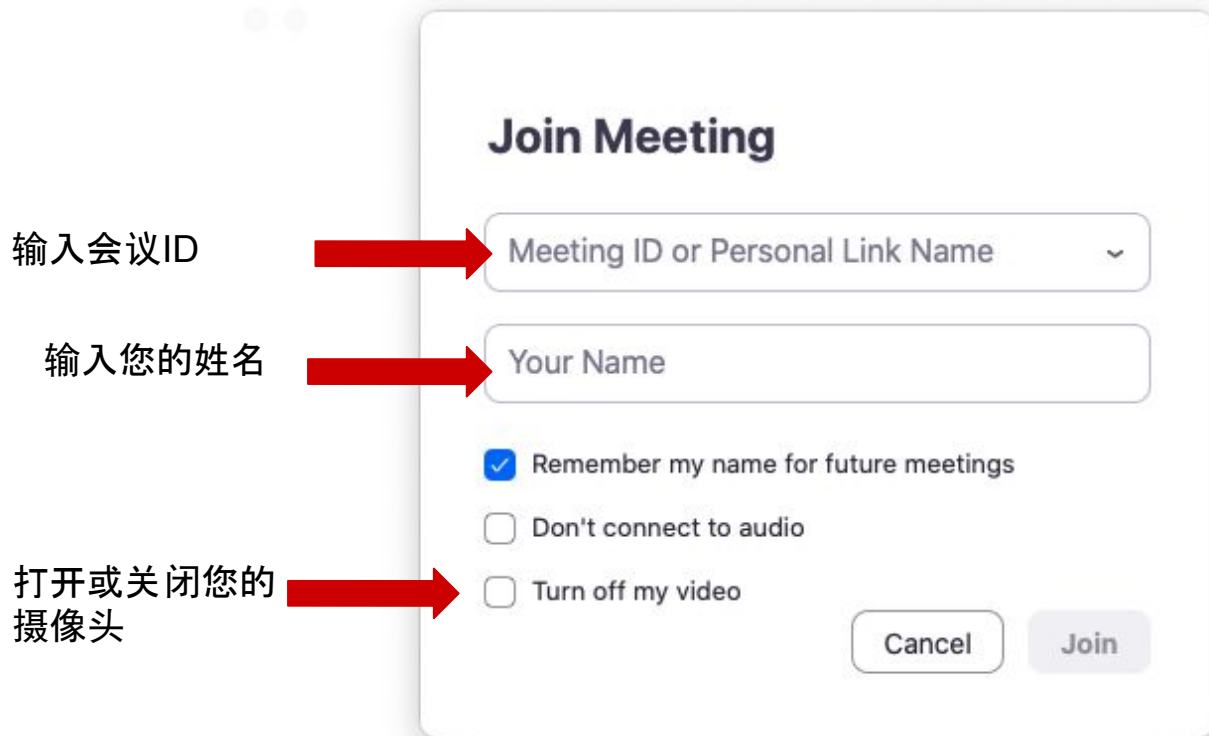 Join Meeting
输入会议ID
Meeting ID or Personal Link Name
输入您的姓名
Your Name
Remember my name for future meetings
Don't connect to audio
打开或关闭您的
摄像头
Turn off my video
Cancel
Join